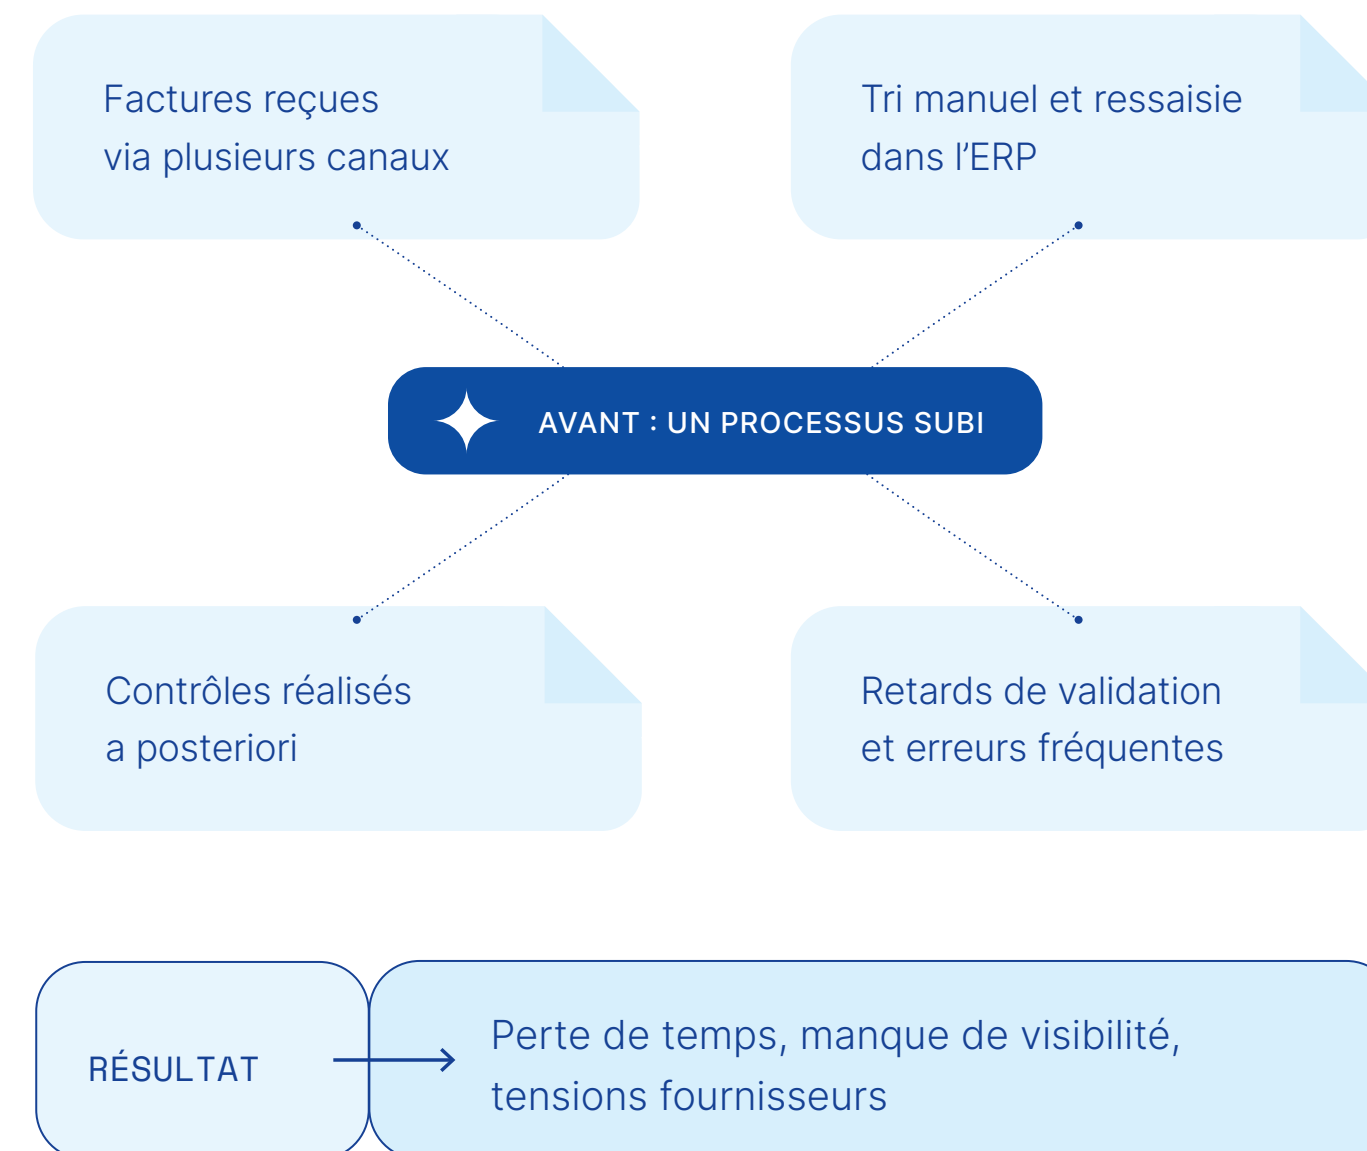 Factures reçues
via plusieurs canaux
Tri manuel et ressaisie
dans l’ERP
AVANT : UN PROCESSUS SUBI
Contrôles réalisés
a posteriori
Retards de validation
et erreurs fréquentes
RÉSULTAT
Perte de temps, manque de visibilité,
tensions fournisseurs